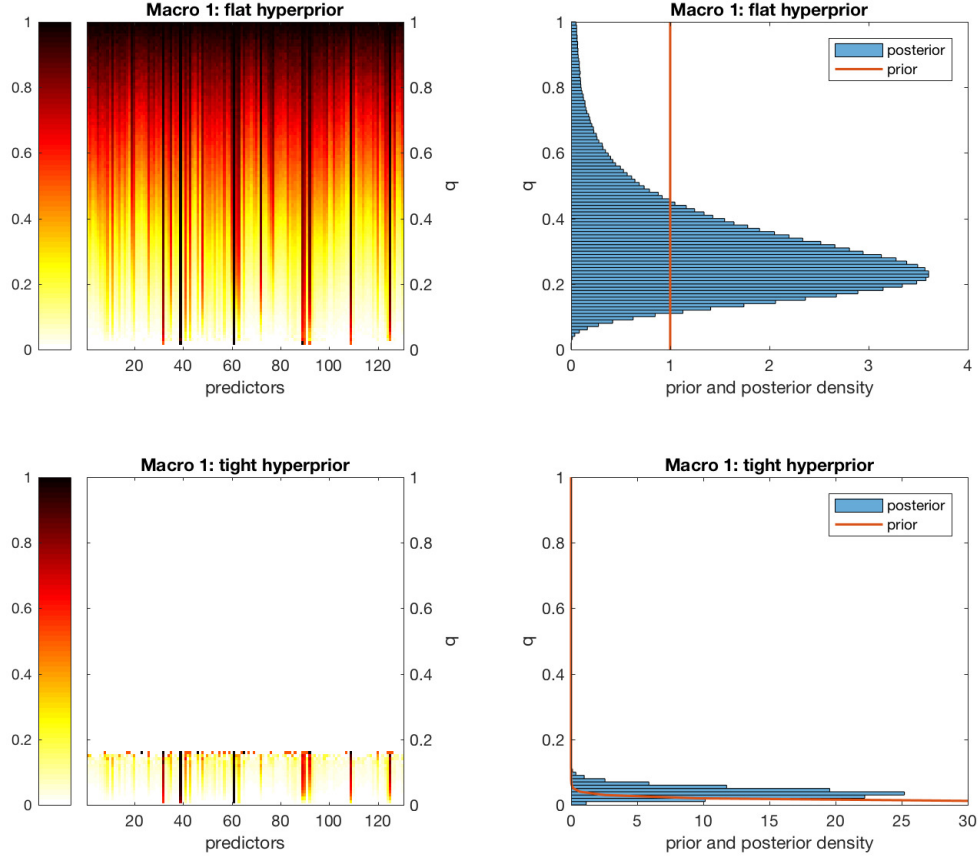 Macro 1: flat hyperprior
1
0.8
0.6
0.4
0.2
0
1
0.8
0.6
0.4
0.2
0
q
20 40 60 80 100 120
predictors
Macro 1: flat hyperprior
q
1
0.8
0.6
0.4
0.2
0
posterior
prior
0 1 2 3 4
prior and posterior density
Macro 1: tight hyperprior
1
0.8
0.6
0.4
0.2
0
1
0.8
0.6
0.4
0.2
0
q
20 40 60 80 100 120
predictors
Macro 1: tight hyperprior
q
1
0.8
0.6
0.4
0.2
0
posterior
prior
0 5 10 15 20 25 30
prior and posterior density